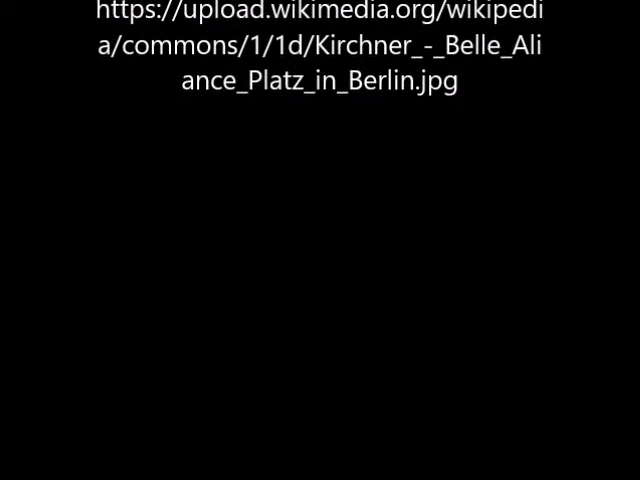 https://upload.wikimedia.org/wikipedi
a/commons/1/1d/Kirchner_-_Belle_Ali
ance_Platz_in_Berlin.jpg